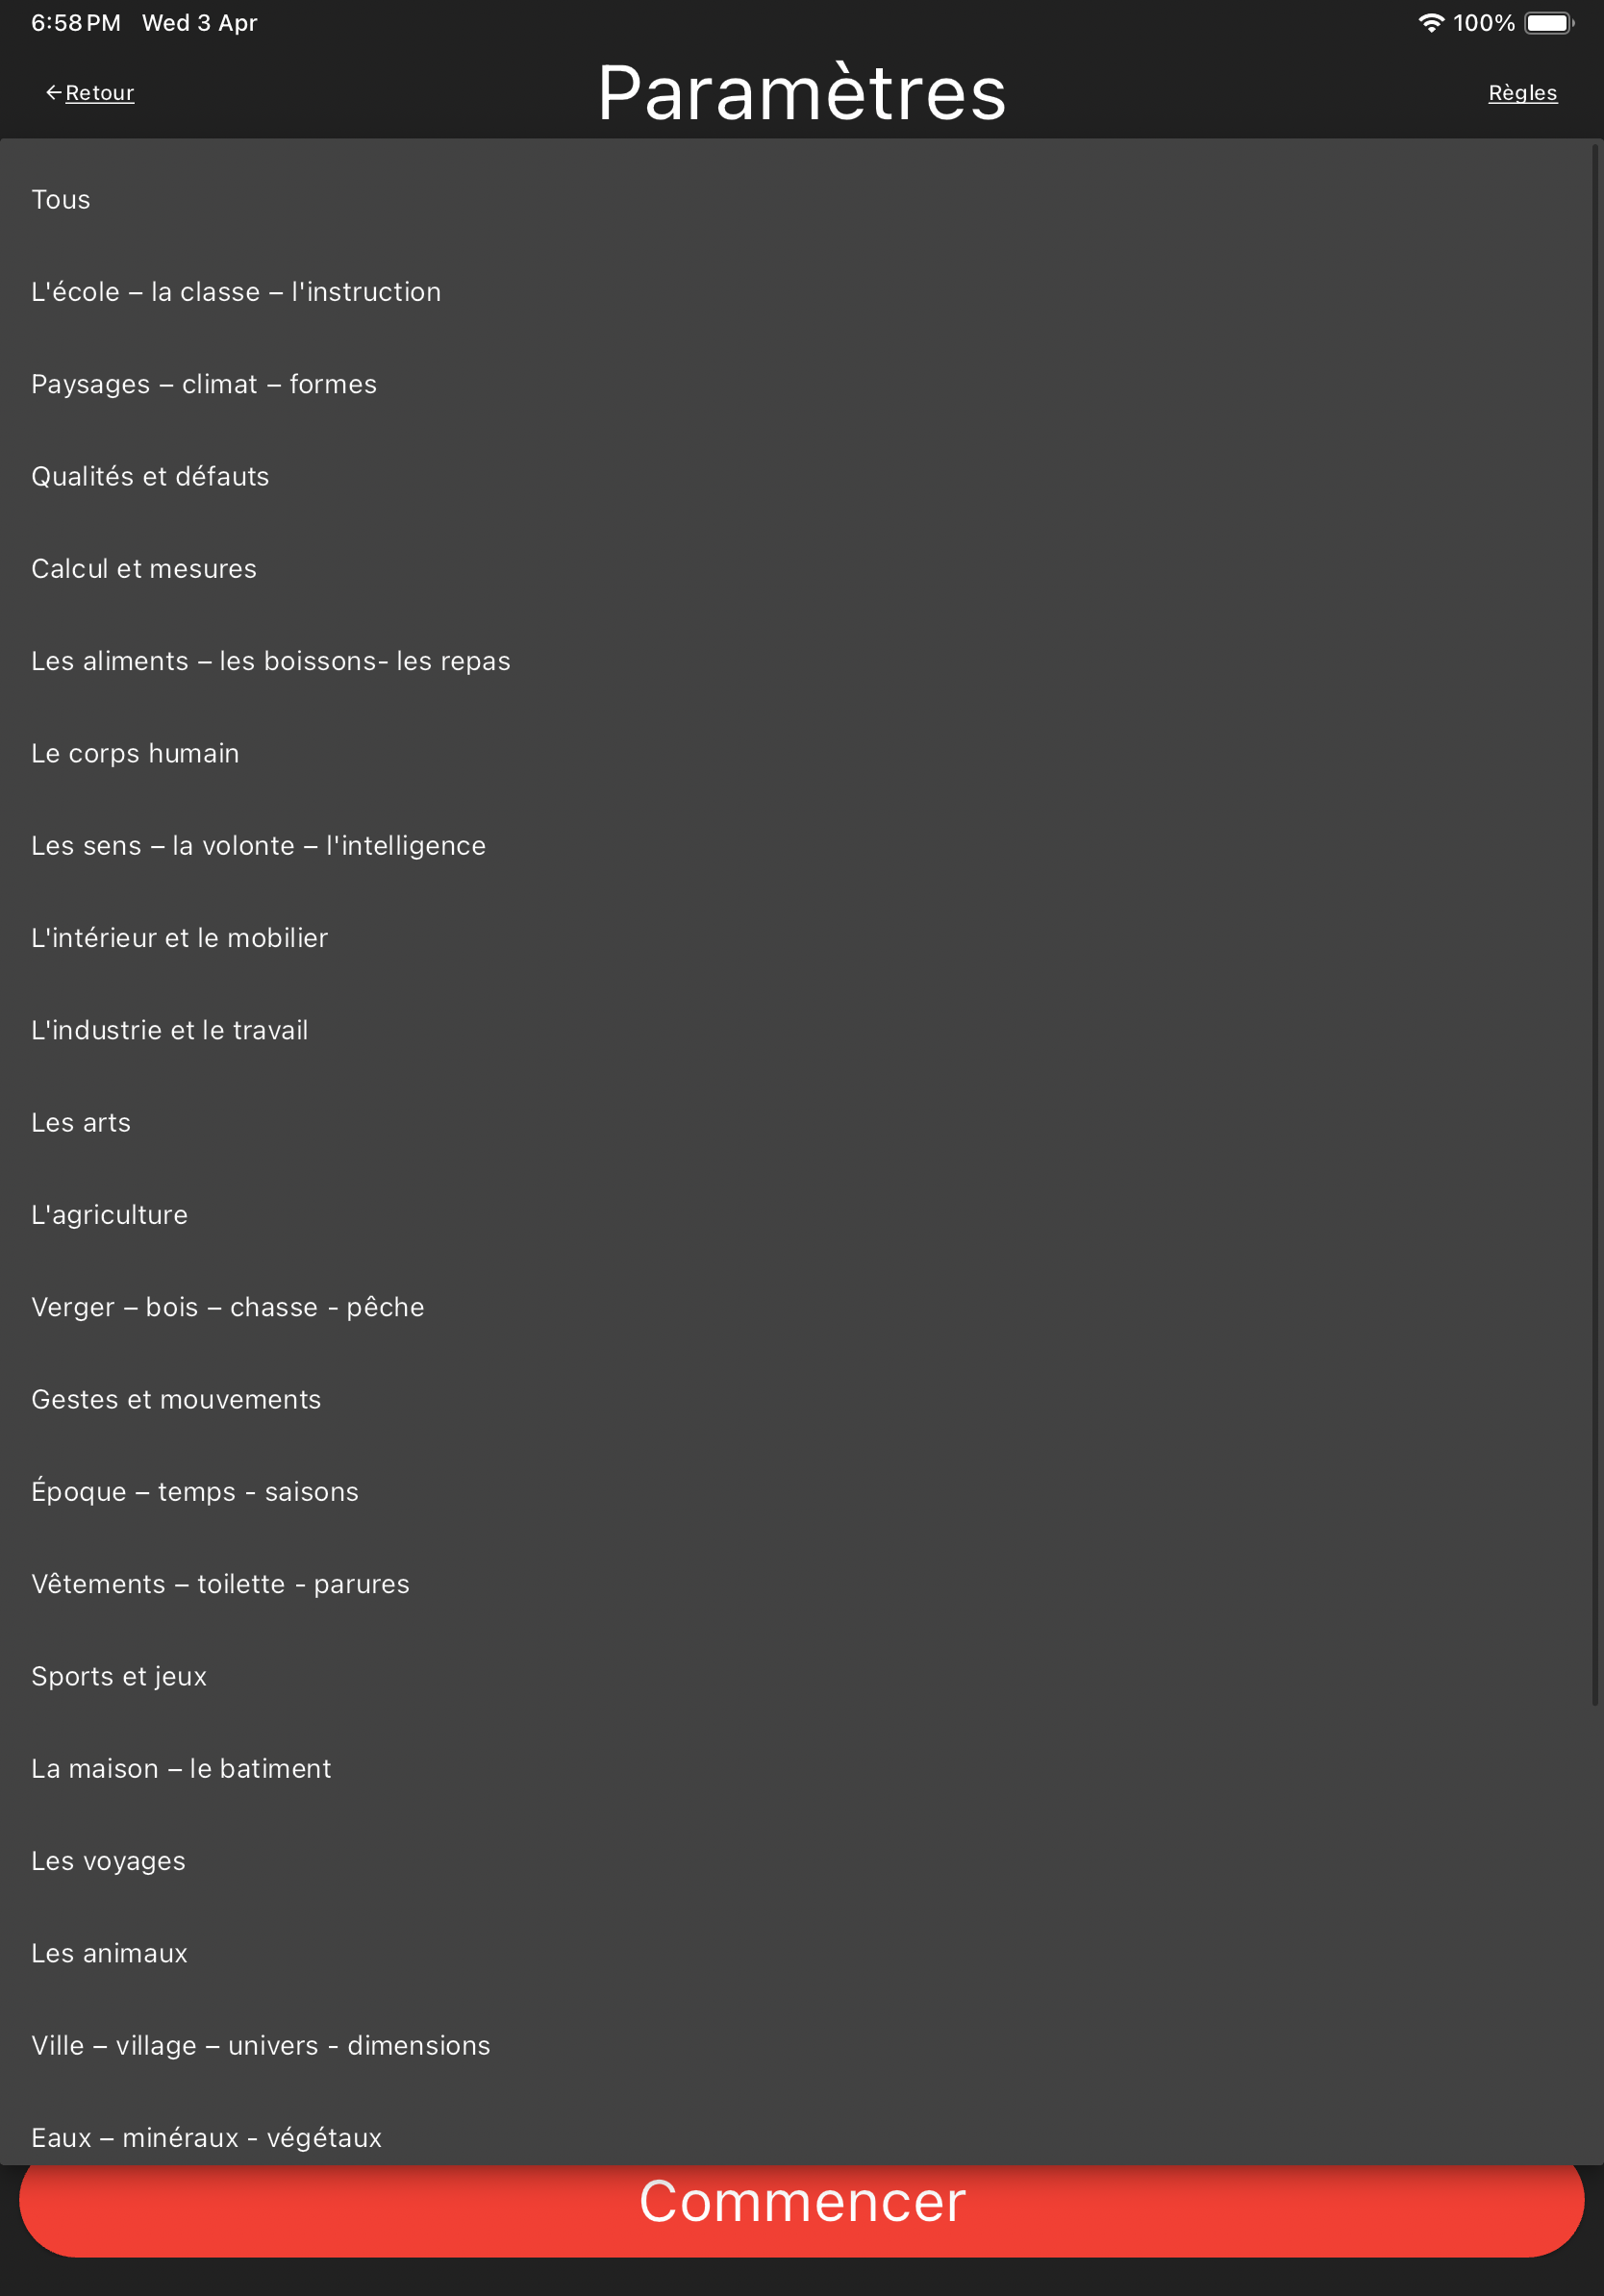 6:58 PM Wed 3 Apr 100%
←Retour Paramètres Règles
Tous
L'école – la classe – l'instruction
Paysages – climat – formes
Qualités et défauts
Calcul et mesures
Les aliments – les boissons- les repas
Le corps humain
Les sens – la volonte – l'intelligence
L'intérieur et le mobilier
L'industrie et le travail
Les arts
L'agriculture
Verger – bois – chasse - pêche
Gestes et mouvements
Époque – temps - saisons
Vêtements – toilette - parures
Sports et jeux
La maison – le batiment
Les voyages
Les animaux
Ville – village – univers - dimensions
Eaux – minéraux - végétaux
Commencer